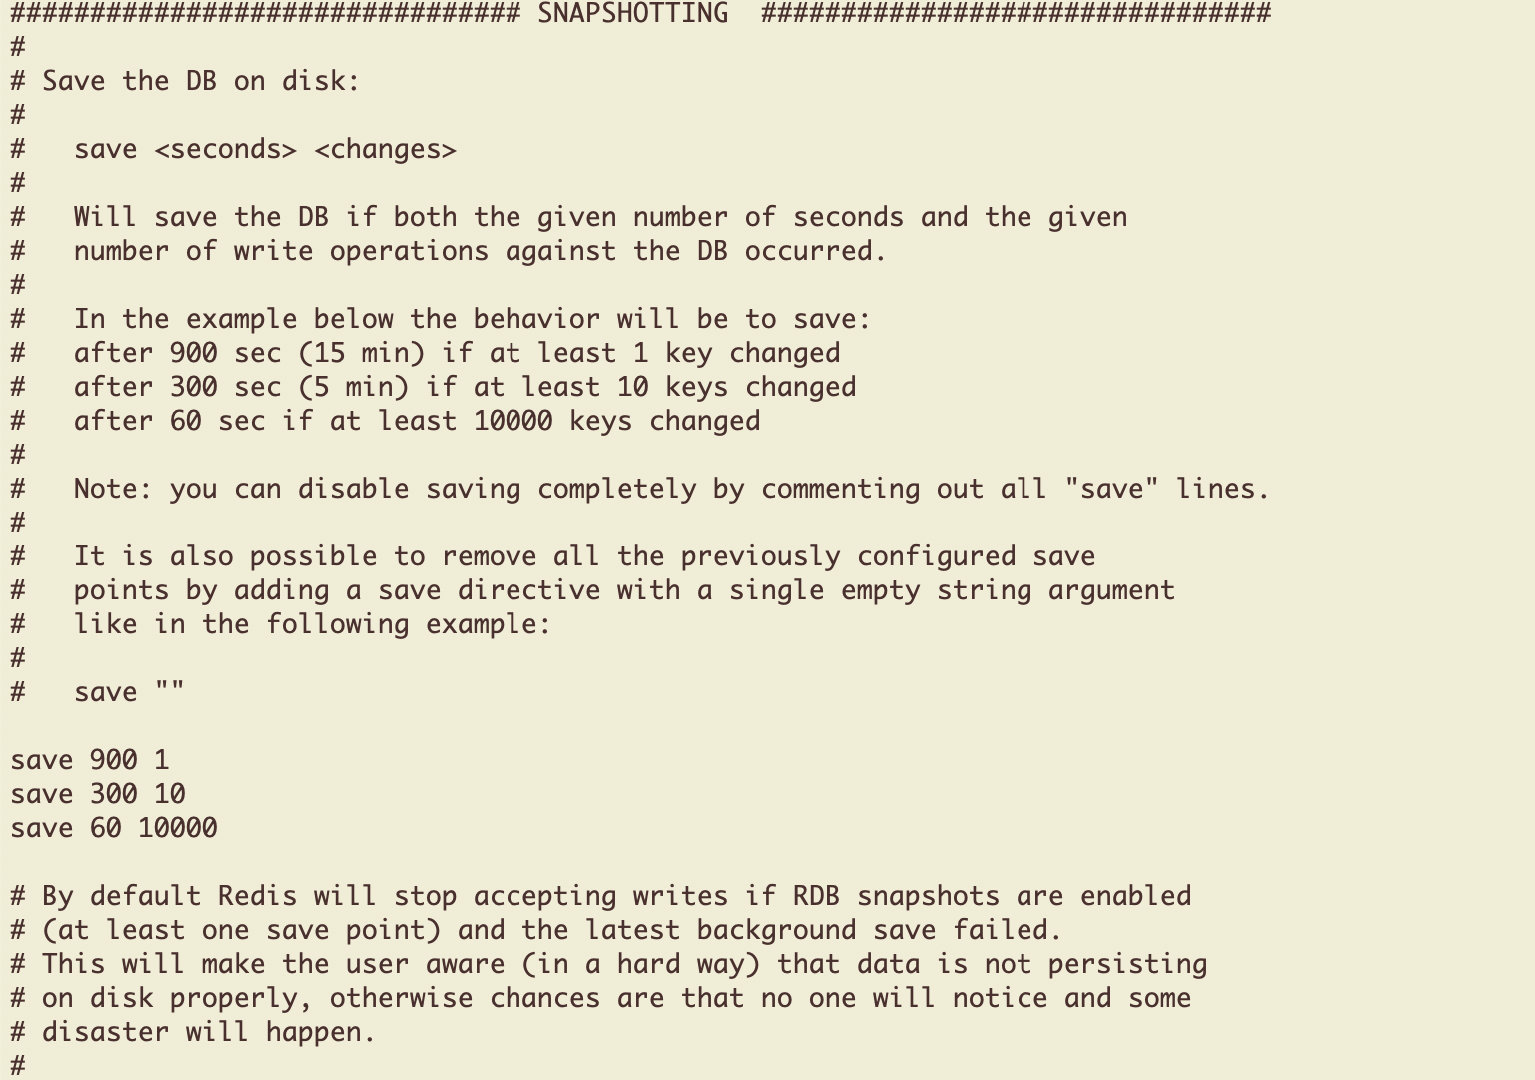 ################################ SNAPSHOTTING  ################################
#
# Save the DB on disk:
#
#   save <seconds> <changes>
#
#   Will save the DB if both the given number of seconds and the given
#   number of write operations against the DB occurred.
#
#   In the example below the behavior will be to save:
#   after 900 sec (15 min) if at least 1 key changed
#   after 300 sec (5 min) if at least 10 keys changed
#   after 60 sec if at least 10000 keys changed
#
#   Note: you can disable saving completely by commenting out all "save" lines.
#
#   It is also possible to remove all the previously configured save
#   points by adding a save directive with a single empty string argument
#   like in the following example:
#
#   save ""

save 900 1
save 300 10
save 60 10000

# By default Redis will stop accepting writes if RDB snapshots are enabled
# (at least one save point) and the latest background save failed.
# This will make the user aware (in a hard way) that data is not persisting
# on disk properly, otherwise chances are that no one will notice and some
# disaster will happen.
#